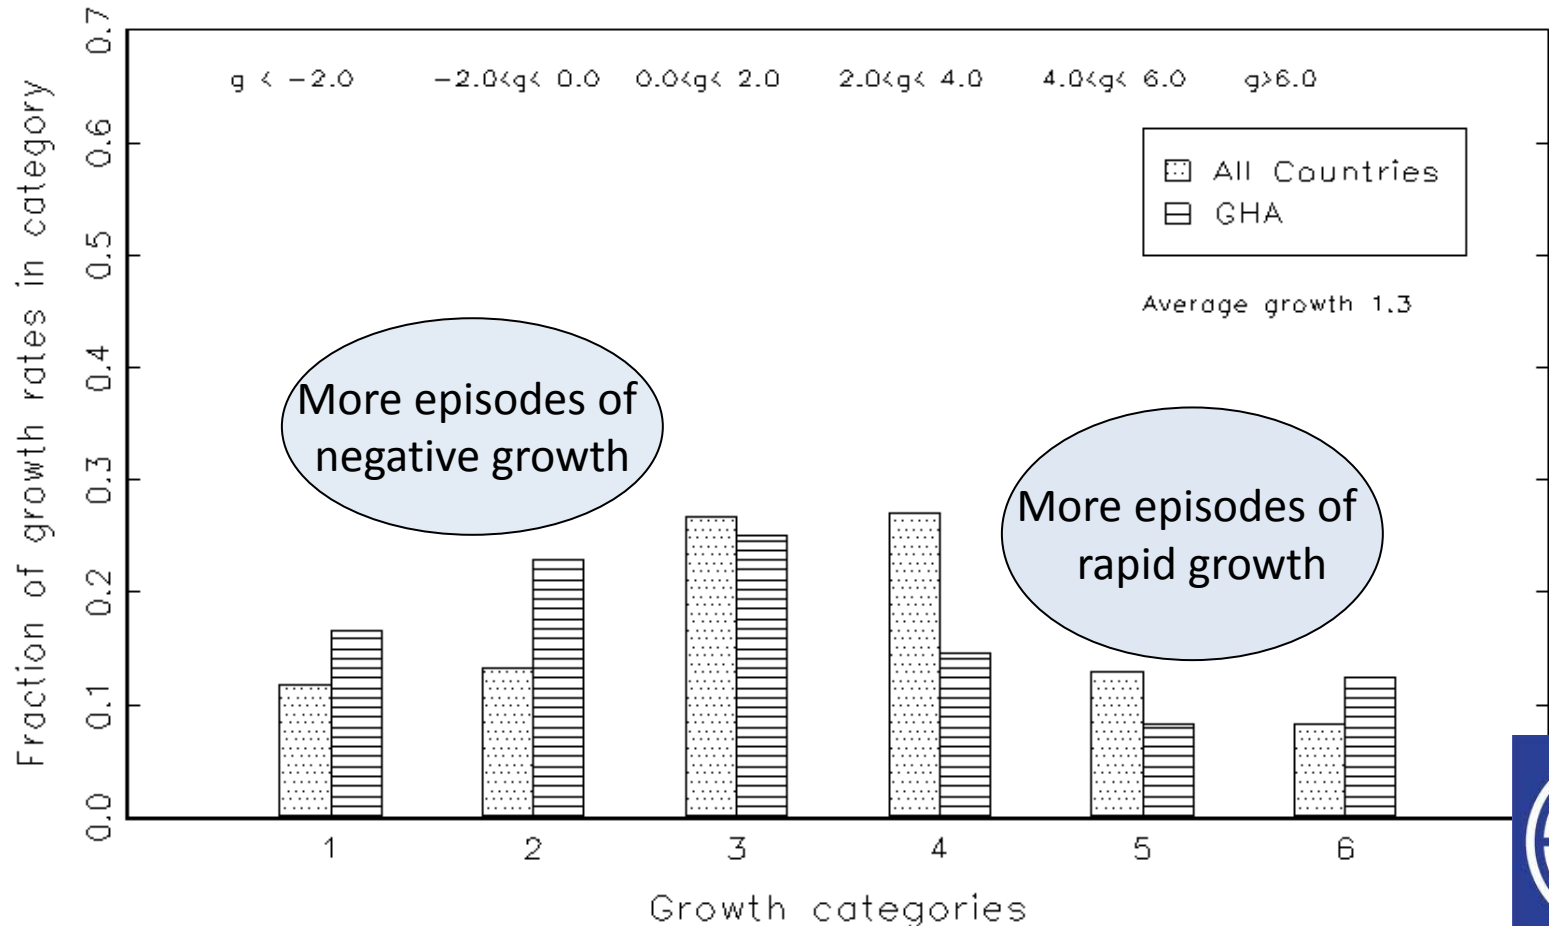 0.7
0.6
0.5
0.4
0.3
0.2
0.1
0.0
Fraction of growth rates in category
g < -2.0
-2.0<g< 0.0
0.0<g< 2.0
2.0<g< 4.0
4.0<g< 6.0
g>6.0
All Countries
GHA
Average growth 1.3
More episodes of
negative growth
More episodes of
rapid growth
1
2
3
4
5
6
Growth categories